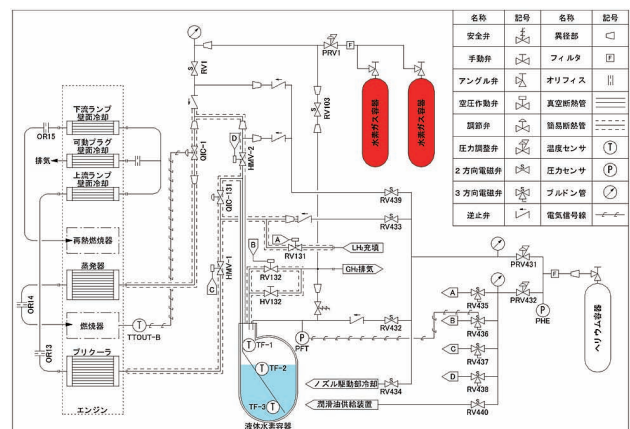 下流ランプ
壁面冷却
OR15
可動プラグ
壁面冷却
排気
上流ランプ
壁面冷却
再熱燃焼器
蒸発器
OR14
燃焼器
TTOUT-B
OR13
プリクーラ
エンジン
RV1
QIC-1
D
HMV-2
QIC-131
HMV-1
C
B
A
RV131
RV132
HV132
LH₂充填
GH₂排気
PRV1
F
RV103
水素ガス容器
水素ガス容器
RV439
RV433
RV432
P
PFT
T TF-1
T TF-2
TF-3 T
液体水素容器
ノズル駆動部冷却
RV434
潤滑油供給装置
RV440
A
RV435
B
RV436
C
RV437
D
RV438
PRV431
PRV432
P
PHE
F
ヘリウム容器
名称 記号 名称 記号
安全弁 異径部
手動弁 フィルタ F
アングル弁 オリフィス
空圧作動弁 真空断熱管
調節弁 簡易断熱管
圧力調整弁 温度センサ T
2方向電磁弁 圧力センサ P
3方向電磁弁 ブルドン管
逆止弁 電気信号線